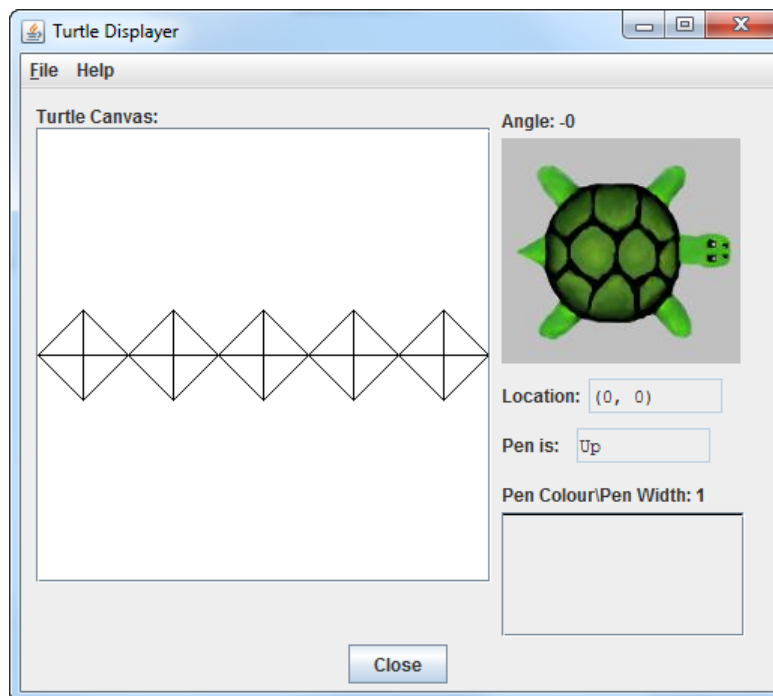 Turtle Displayer
File Help
Turtle Canvas:
Angle: -0
Location: (0, 0)
Pen is: Up
Pen Colour\Pen Width: 1
Close